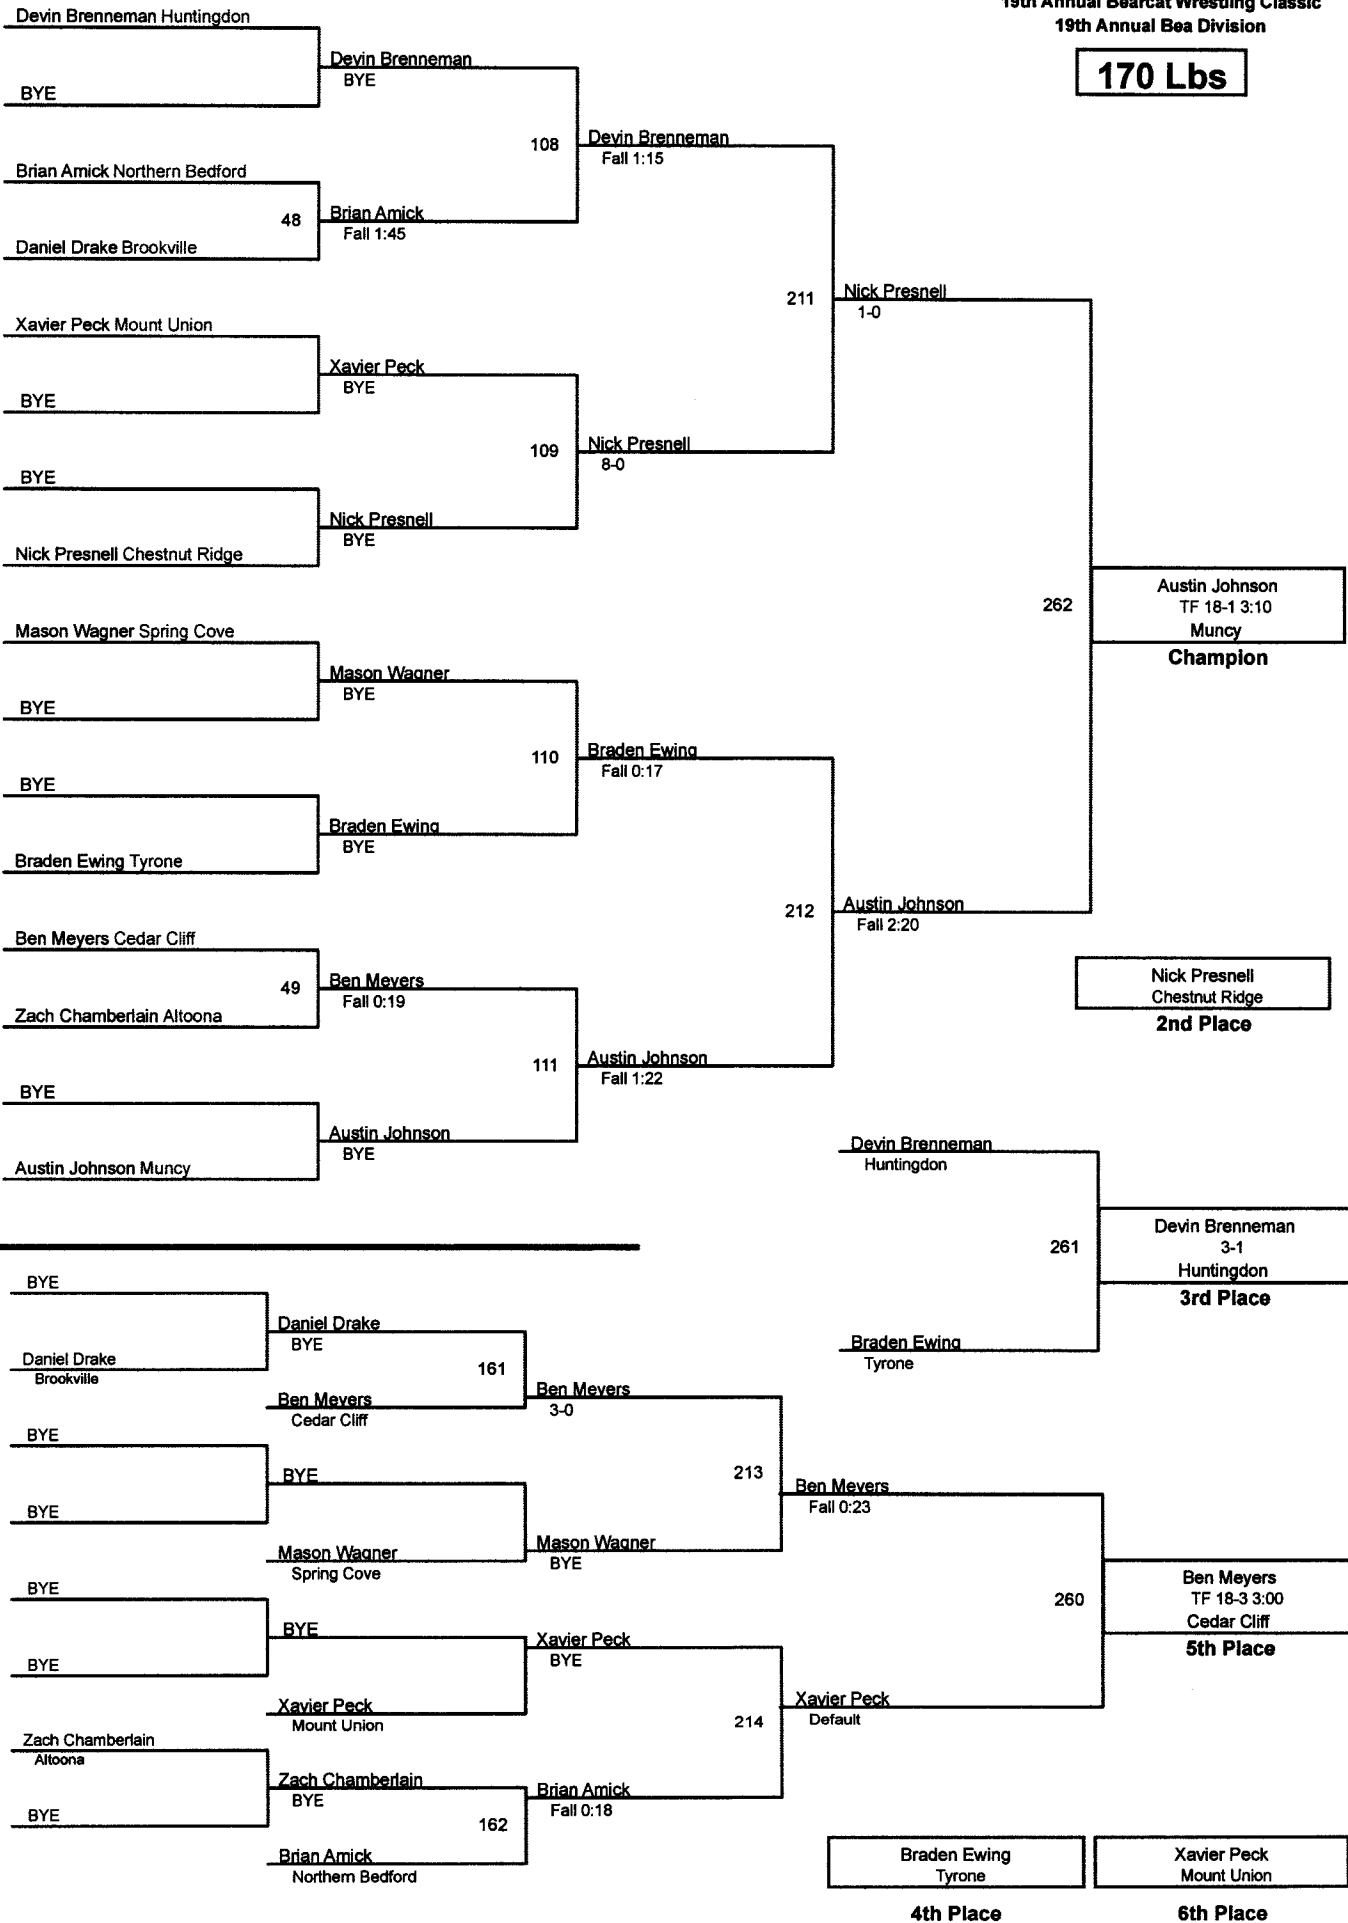 19th Annual Bearcat Wrestling Classic
19th Annual Bea Division
170 Lbs
Devin Brenneman Huntingdon
BYE
Devin Brenneman
BYE
Brian Amick Northern Bedford
Daniel Drake Brookville
48
Brian Amick
Fall 1:45
108
Devin Brenneman
Fall 1:15
Xavier Peck Mount Union
BYE
Xavier Peck
BYE
BYE
Nick Presnell Chestnut Ridge
Nick Presnell
BYE
109
Nick Presnell
8-0
211
Nick Presnell
1-0
Mason Wagner Spring Cove
BYE
Mason Wagner
BYE
BYE
Braden Ewing Tyrone
Braden Ewing
BYE
110
Braden Ewing
Fall 0:17
Ben Meyers Cedar Cliff
Zach Chamberlain Altoona
49
Ben Meyers
Fall 0:19
BYE
Austin Johnson Muncy
Austin Johnson
BYE
111
Austin Johnson
Fall 1:22
212
Austin Johnson
Fall 2:20
262
Austin Johnson
TF 18-1 3:10
Muncy
Champion
Nick Presnell
Chestnut Ridge
2nd Place
Devin Brenneman
Huntingdon
Braden Ewing
Tyrone
261
Devin Brenneman
3-1
Huntingdon
3rd Place
BYE
Daniel Drake
Brookville
Daniel Drake
BYE
Ben Meyers
Cedar Cliff
161
Ben Meyers
3-0
BYE
BYE
BYE
Mason Wagner
Spring Cove
Mason Wagner
BYE
213
Ben Meyers
Fall 0:23
BYE
BYE
BYE
Xavier Peck
Mount Union
Xavier Peck
BYE
Zach Chamberlain
Altoona
BYE
Zach Chamberlain
BYE
Brian Amick
Northern Bedford
162
Brian Amick
Fall 0:18
214
Xavier Peck
Default
260
Ben Meyers
TF 18-3 3:00
Cedar Cliff
5th Place
Braden Ewing
Tyrone
4th Place
Xavier Peck
Mount Union
6th Place